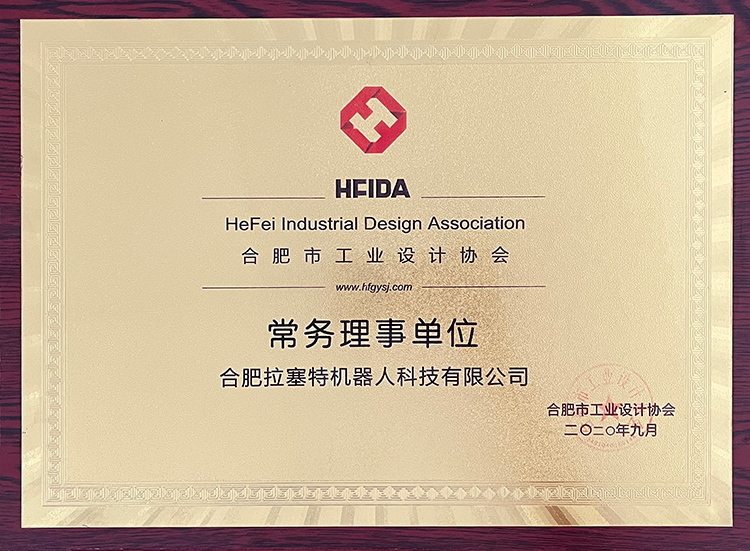 HEIDA
HeFei Industrial Design Association
合肥市工业设计协会
www.hfgysj.com
常务理事单位
合肥拉塞特机器人科技有限公司
合肥市工业设计协会
二〇二〇年九月